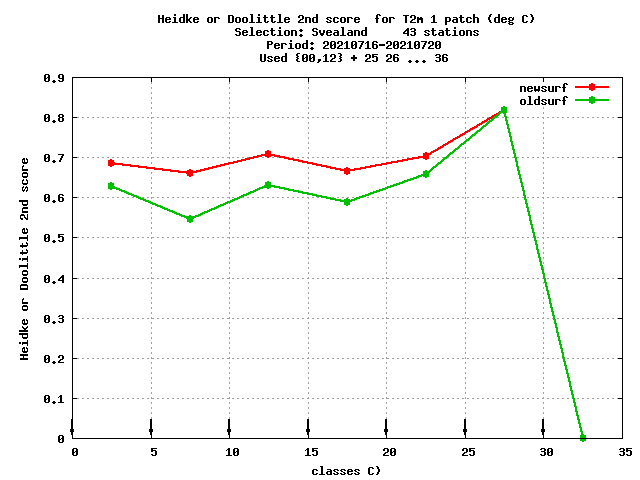 Heidke or Doolittle 2nd score  for T2m 1 patch (deg C)
Selection: Svealand     43 stations
Period: 20210716-20210720
Used {00,12} + 25 26 ... 36
newsurf
oldsurf
Heidke or Doolittle 2nd score
0.9
0.8
0.7
0.6
0.5
0.4
0.3
0.2
0.1
0
0 5 10 15 20 25 30 35
classes C)